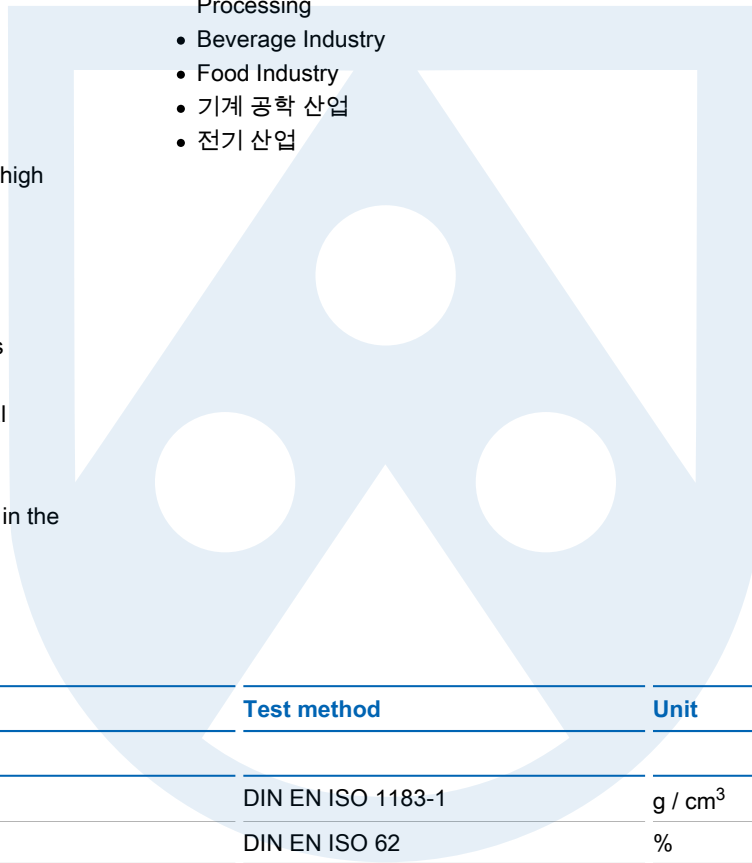 Processing
• Beverage Industry
• Food Industry
• 기계 공학 산업
• 전기 산업
high
s
l
in the
Test method Unit
DIN EN ISO 1183-1 g / cm³
DIN EN ISO 62 %